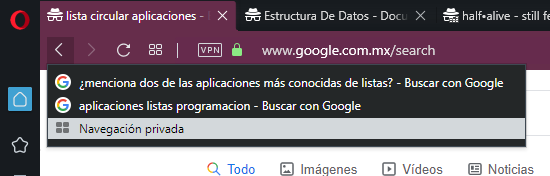 lista circular aplicaciones -
Estructura De Datos - Docu
half•alive - still fe
VPN
www.google.com.mx/search
¿menciona dos de las aplicaciones más conocidas de listas? - Buscar con Google
aplicaciones listas programacion - Buscar con Google
Navegación privada
Todo
Imágenes
Vídeos
Noticias